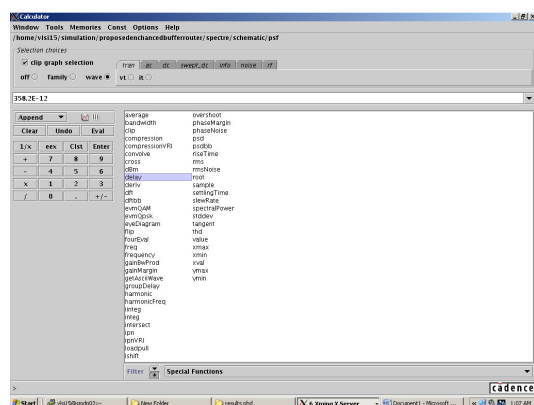 Calculator
Window Tools Memories Const Options Help
/home/vlsi15/simulation/proposedenchancedbufferrouter/spectre/schematic/psf
Selection choices
clip graph selection
tran ac dc swept_dc info noise rf
off family wave vt it
358.2E-12
Append
Clear Undo Eval
1/x eex Clst Enter
+ 7 8 9
- 4 5 6
x 1 2 3
/ 0 . +/-
average overshoot
bandwidth phaseMargin
clip phaseNoise
compression psd
compressionVRI psdbb
convolve riseTime
cross rms
dBm rmsNoise
delay root
deriv sample
dft settlingTime
dftbb slewRate
evmQAM spectralPower
evmQpsk stddev
eyeDiagram tangent
flip thd
fourEval value
freq xmax
frequency xmin
gainBwProd xval
gainMargin ymax
getAsciiWave ymin
groupDelay
harmonic
harmonicFreq
iinteg
integ
intersect
ipn
ipnVRI
loadpull
lshift
Filter Special Functions
>
cādence
Start New Folder results phd 6 Xming X Server Document1 - Microsoft ... 1:07 AM